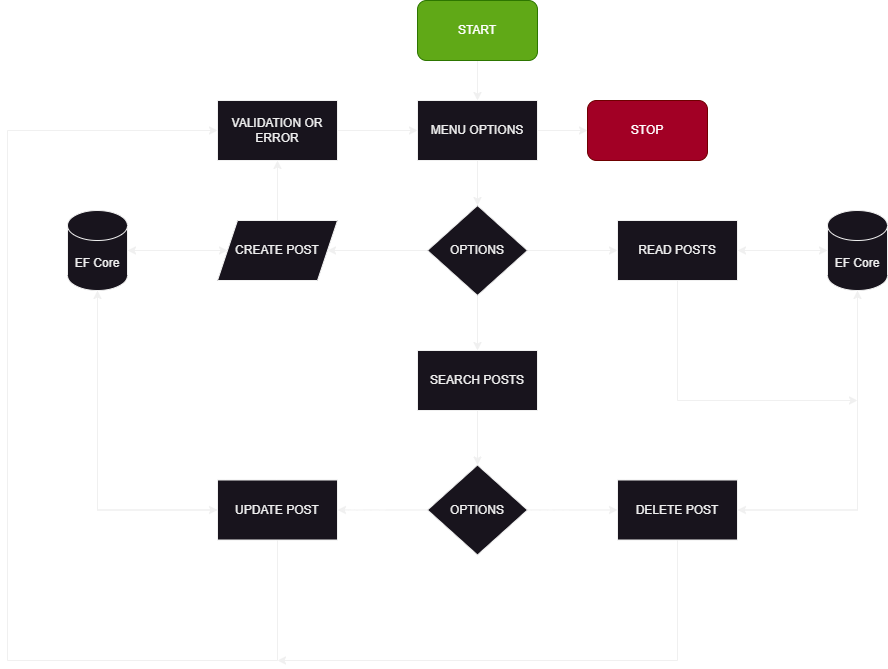 START
VALIDATION OR
ERROR
MENU OPTIONS
STOP
EF Core
CREATE POST
OPTIONS
READ POSTS
EF Core
SEARCH POSTS
UPDATE POST
OPTIONS
DELETE POST